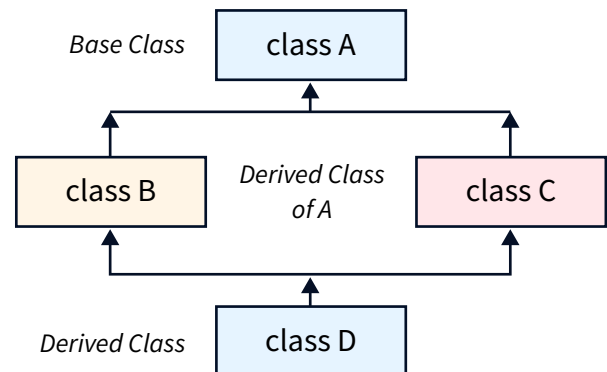 Base Class
class A
class B
Derived Class
of A
class C
Derived Class
class D